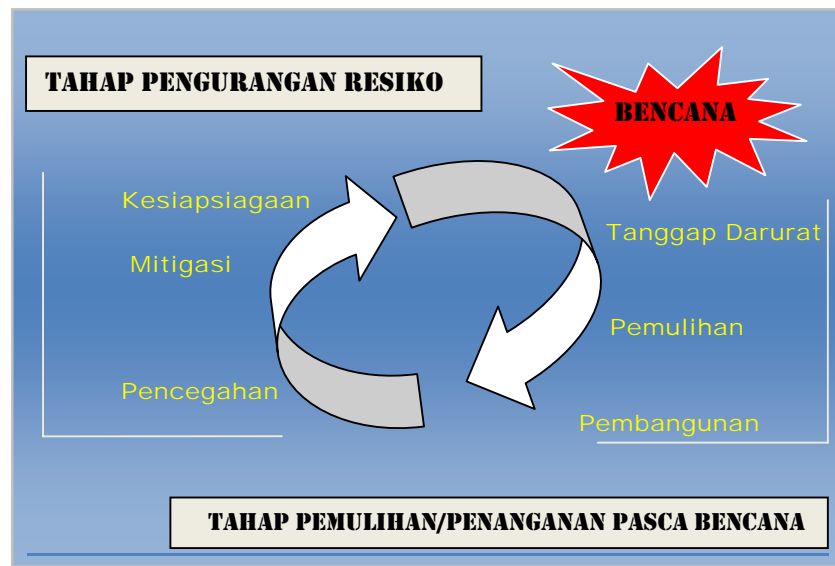 TAHAP PENGURANGAN RESIKO
BENCANA
Kesiapsiagaan
Mitigasi
Pencegahan
Tanggap Darurat
Pemulihan
Pembangunan
TAHAP PEMULIHAN/PENANGANAN PASCA BENCANA